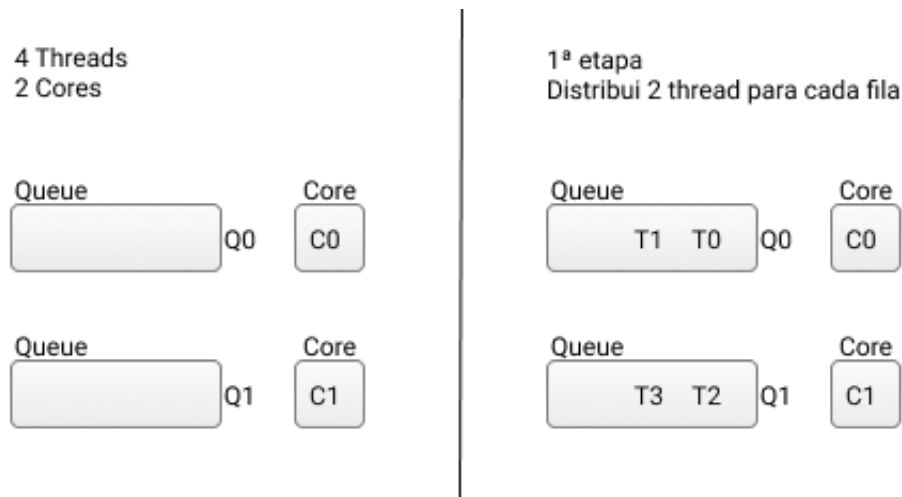 4 Threads
2 Cores
Queue Core
Q0 C0
Queue Core
Q1 C1
1ª etapa
Distribui 2 thread para cada fila
Queue Core
T1 T0 Q0 C0
Queue Core
T3 T2 Q1 C1